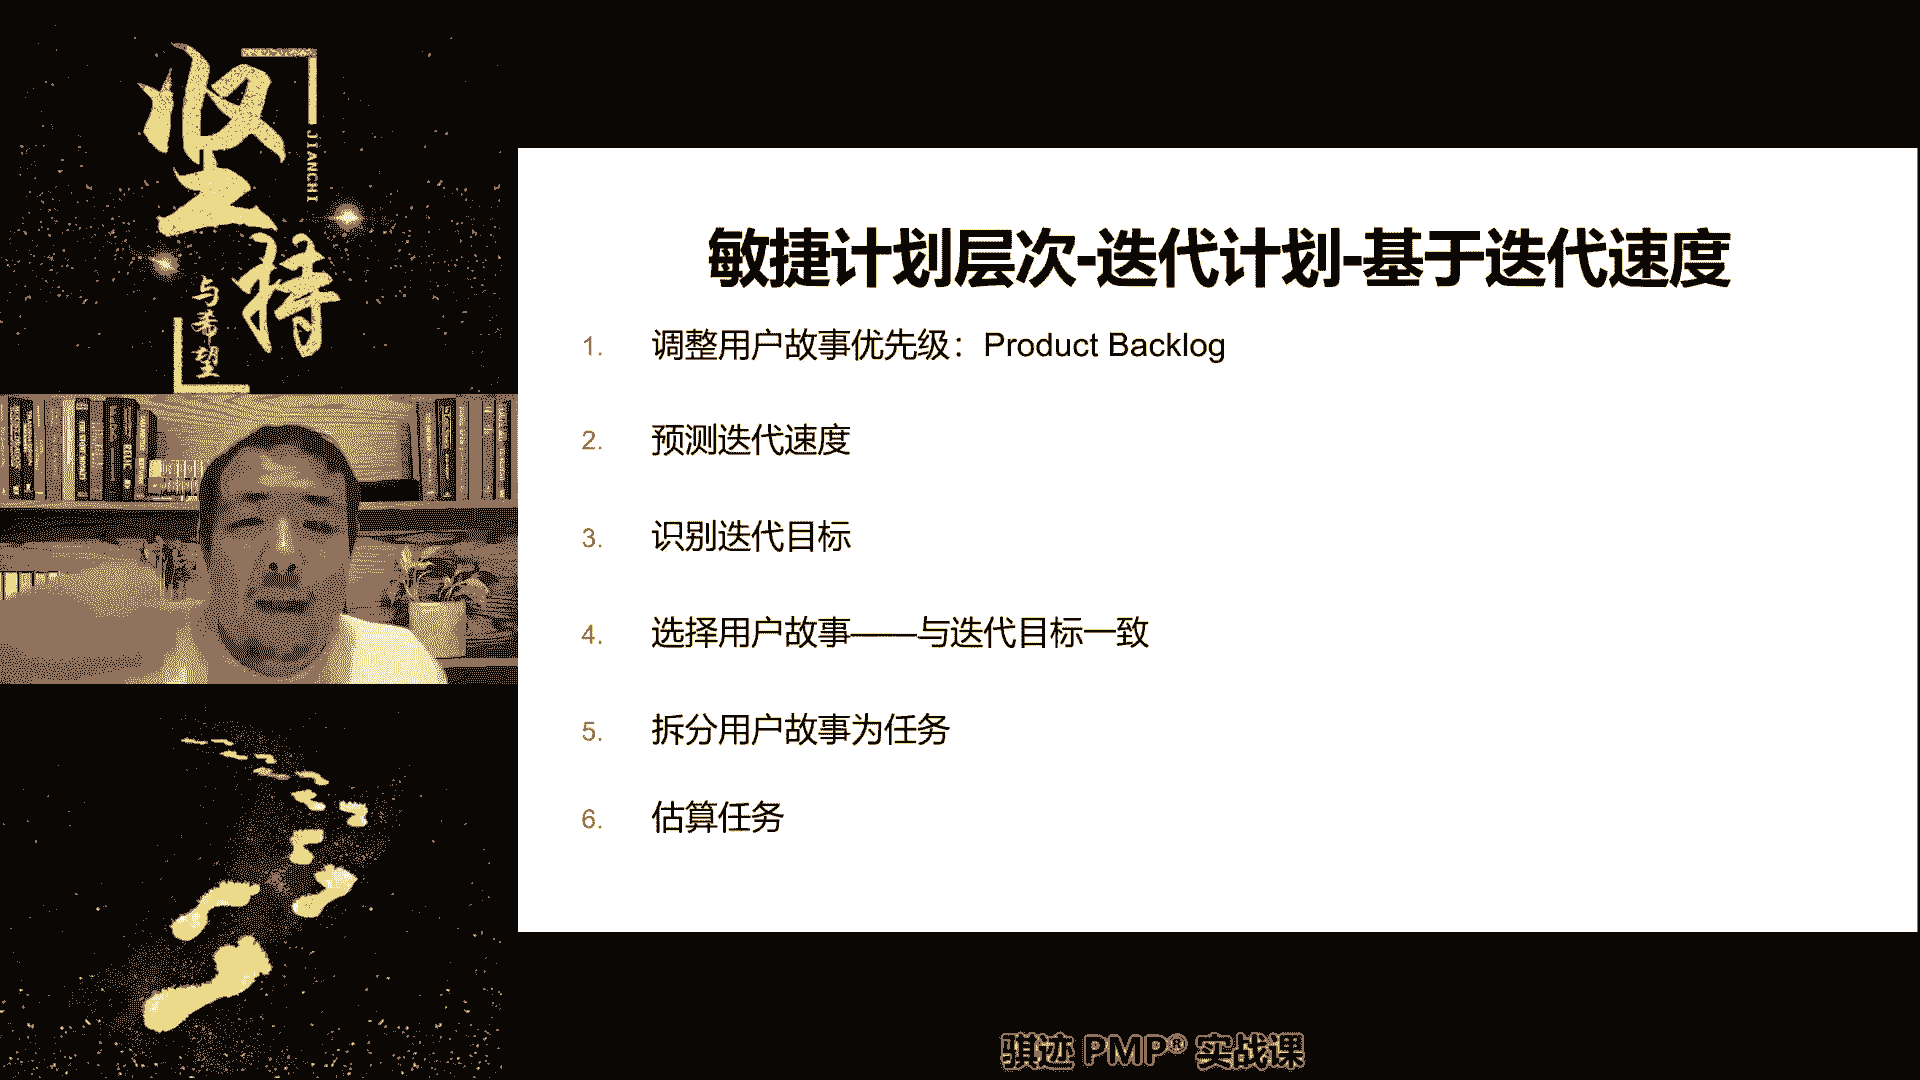 坚持
JIANCHI
与希望
敏捷计划层次-迭代计划-基于迭代速度
1. 调整用户故事优先级：Product Backlog
2. 预测迭代速度
3. 识别迭代目标
4. 选择用户故事——与迭代目标一致
5. 拆分用户故事为任务
6. 估算任务
骐迹 PMP® 实战课